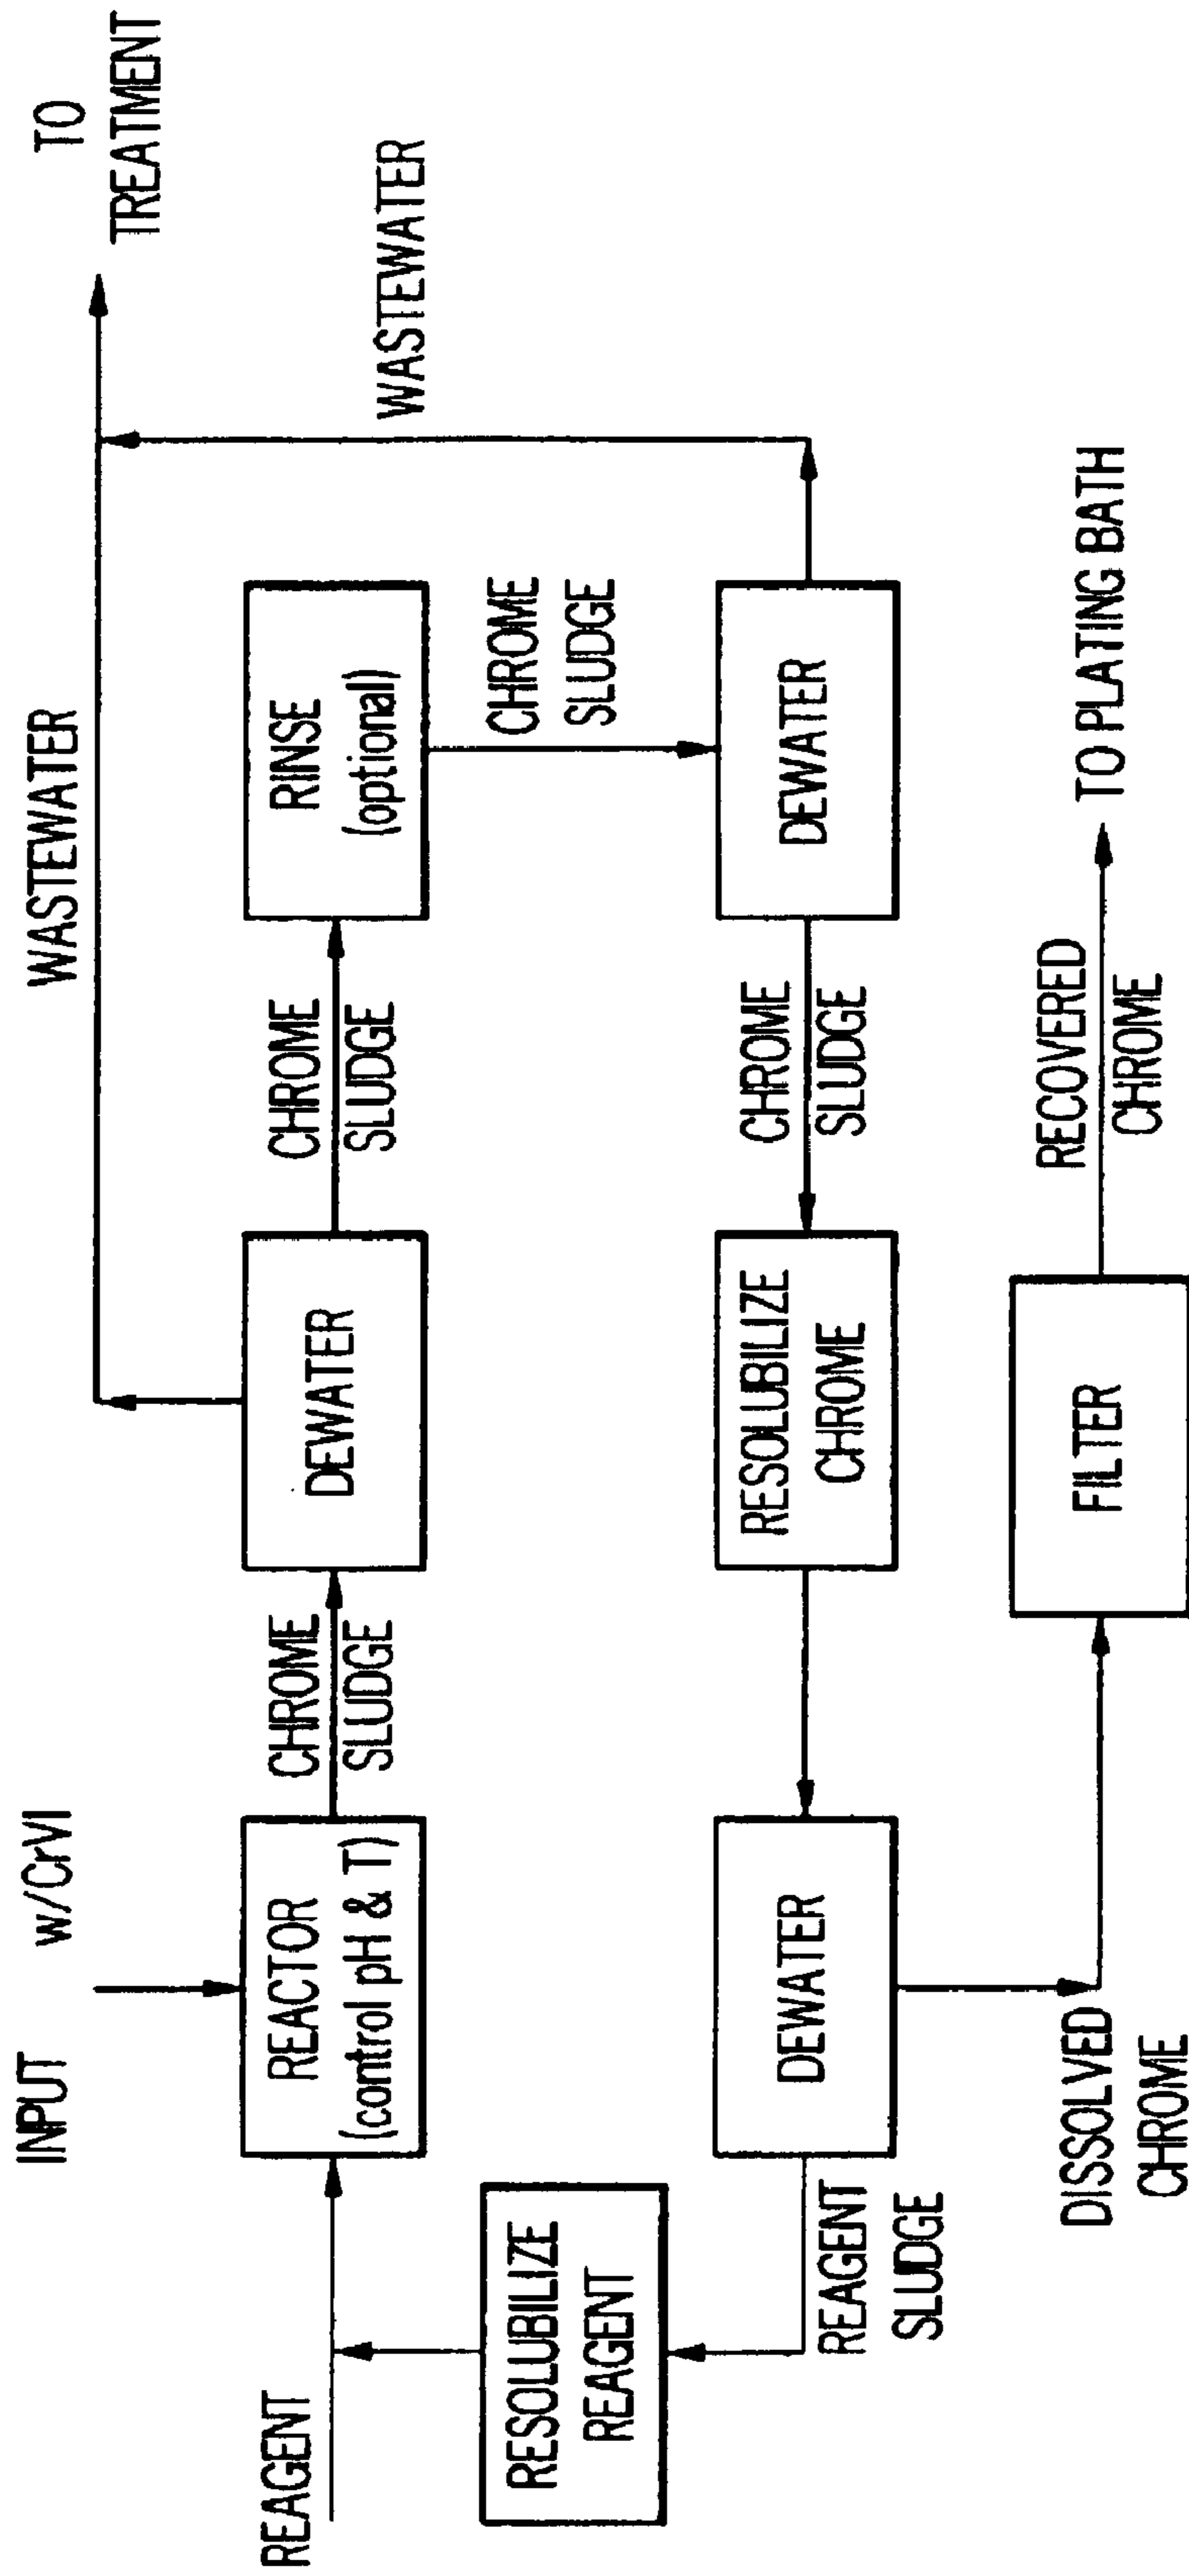 INPUT w/CrVI
WASTEWATER
TO
TREATMENT
REAGENT
REACTOR
(control pH & T)
CHROME
SLUDGE
DEWATER
CHROME
SLUDGE
RINSE
(optional)
WASTEWATER
CHROME
SLUDGE
RESOLUBILIZE
REAGENT
REAGENT
SLUDGE
DEWATER
RESOLUBILIZE
CHROME
CHROME
SLUDGE
DEWATER
DISSOLVED
CHROME
FILTER
RECOVERED
CHROME
TO PLATING BATH